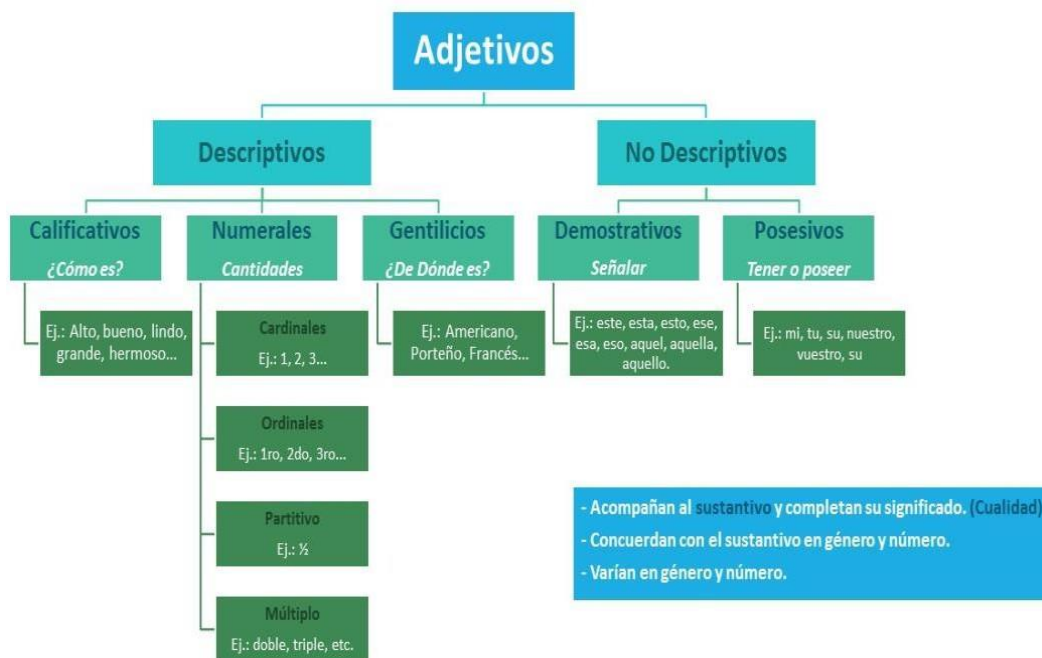 Adjetivos
Descriptivos
No Descriptivos
Calificativos
¿Cómo es?
Numerales
Cantidades
Gentilicios
¿De Dónde es?
Demostrativos
Señalar
Posesivos
Tener o poseer
Ej.: Alto, bueno, lindo,
grande, hermoso...
Cardinales
Ej.: 1, 2, 3...
Ej.: Americano,
Porteño, Francés...
Ej.: este, esta, esto, ese,
esa, eso, aquel, aquella,
aquello.
Ej.: mi, tu, su, nuestro,
vuestro, su
Ordinales
Ej.: 1ro, 2do, 3ro...
Partitivo
Ej.: ½
Múltiplo
Ej.: doble, triple, etc.
- Acompañan al sustantivo y completan su significado. (Cualidad)
- Concuerdan con el sustantivo en género y número.
- Varían en género y número.